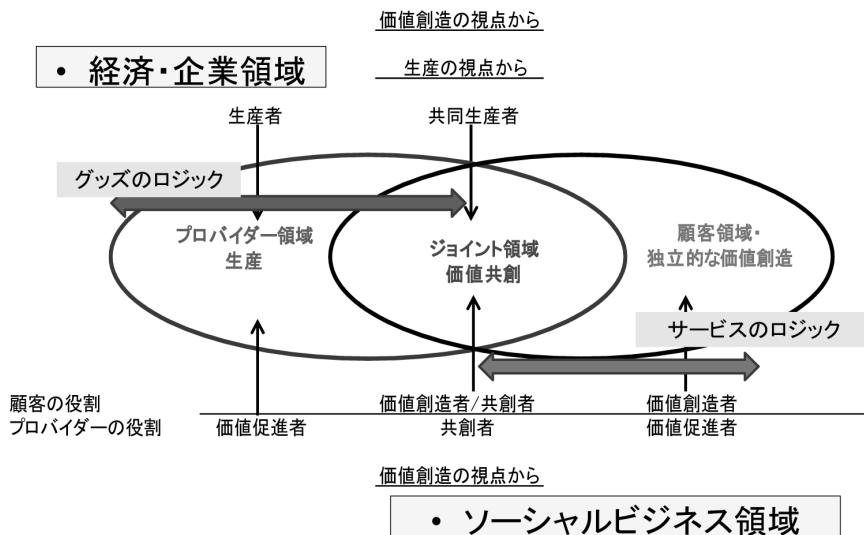 価値創造の視点から
生産の視点から
• 経済・企業領域
生産者
共同生産者
グッズのロジック
プロバイダー領域
生産
ジョイント領域
価値共創
顧客領域・
独立的な価値創造
サービスのロジック
顧客の役割
価値創造者/共創者
価値創造者
プロバイダーの役割
価値促進者
共創者
価値促進者
価値創造の視点から
• ソーシャルビジネス領域